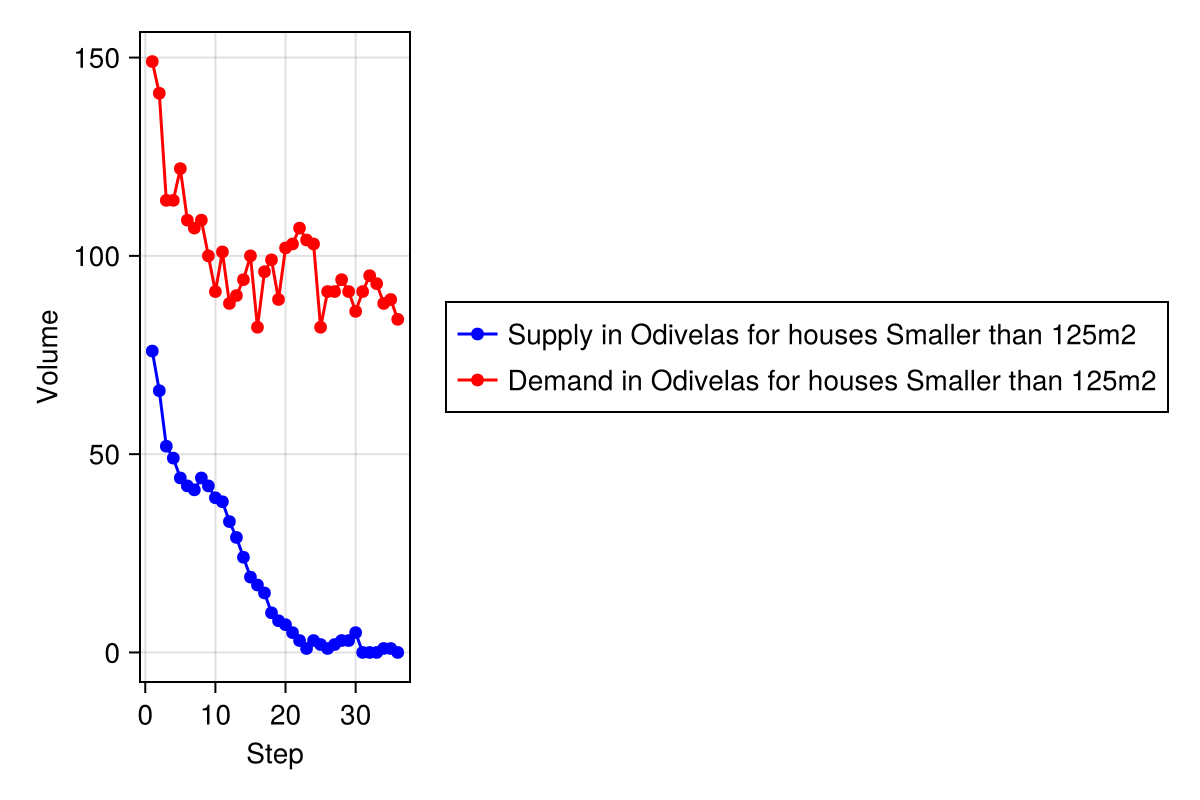 150
100
50
0
Volume
0 10 20 30
Step
Supply in Odivelas for houses Smaller than 125m2
Demand in Odivelas for houses Smaller than 125m2